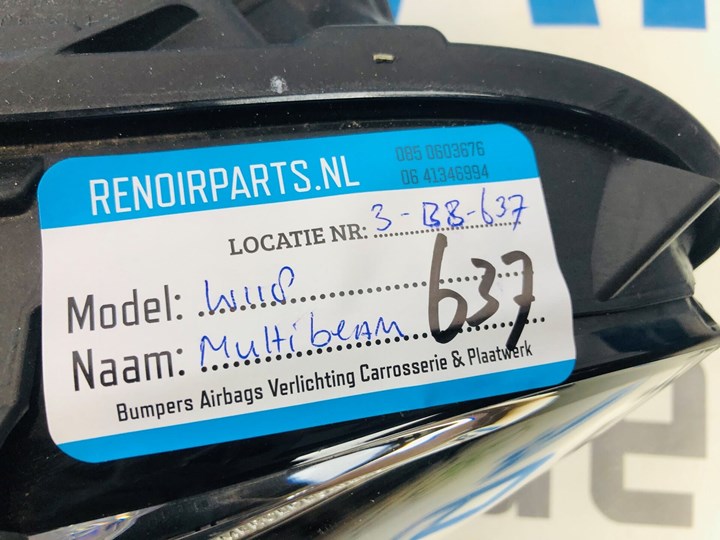 RENOIRPARTS.NL
085 0603676
06 41346994
LOCATIE NR: 3-BB-637
Model: W118
Naam: Multibeam
637
Bumpers Airbags Verlichting Carrosserie & Plaatwerk